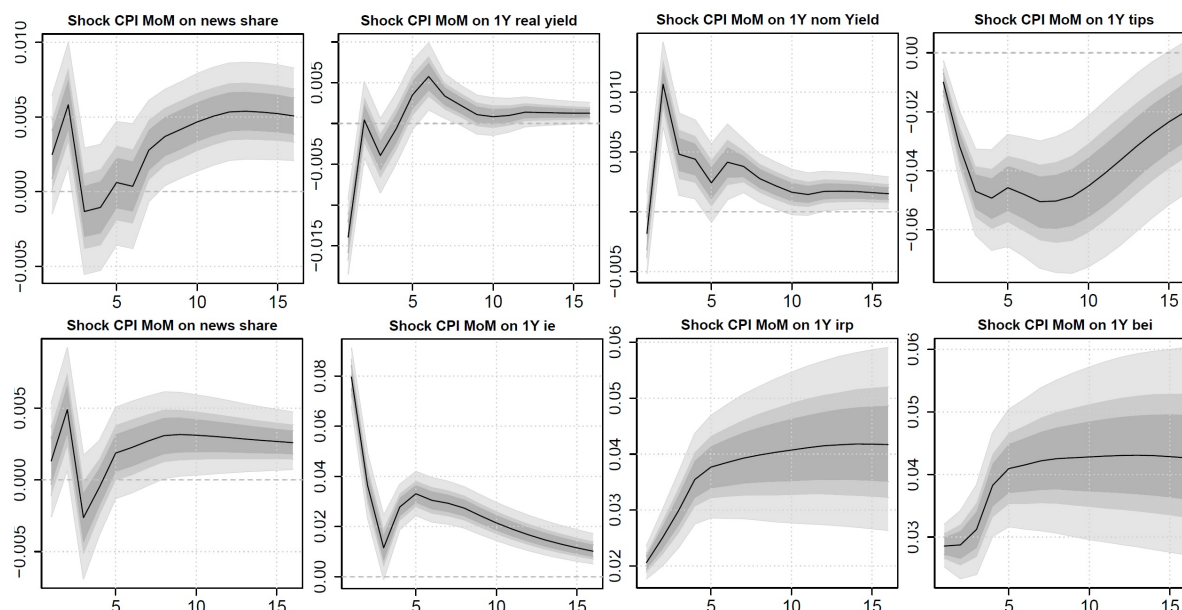 Shock CPI MoM on news share
0.010
0.005
0.000
−0.005
5 10 15
Shock CPI MoM on 1Y real yield
0.005
−0.005
−0.015
5 10 15
Shock CPI MoM on 1Y nom Yield
0.010
0.005
−0.005
5 10 15
Shock CPI MoM on 1Y tips
0.00
−0.04
−0.06
5 10 15
Shock CPI MoM on news share
0.005
0.000
−0.005
5 10 15
Shock CPI MoM on 1Y ie
0.08
0.04
0.02
0.00
5 10 15
Shock CPI MoM on 1Y irp
0.06
0.05
0.04
0.03
0.02
5 10 15
Shock CPI MoM on 1Y bei
0.06
0.05
0.04
0.03
5 10 15